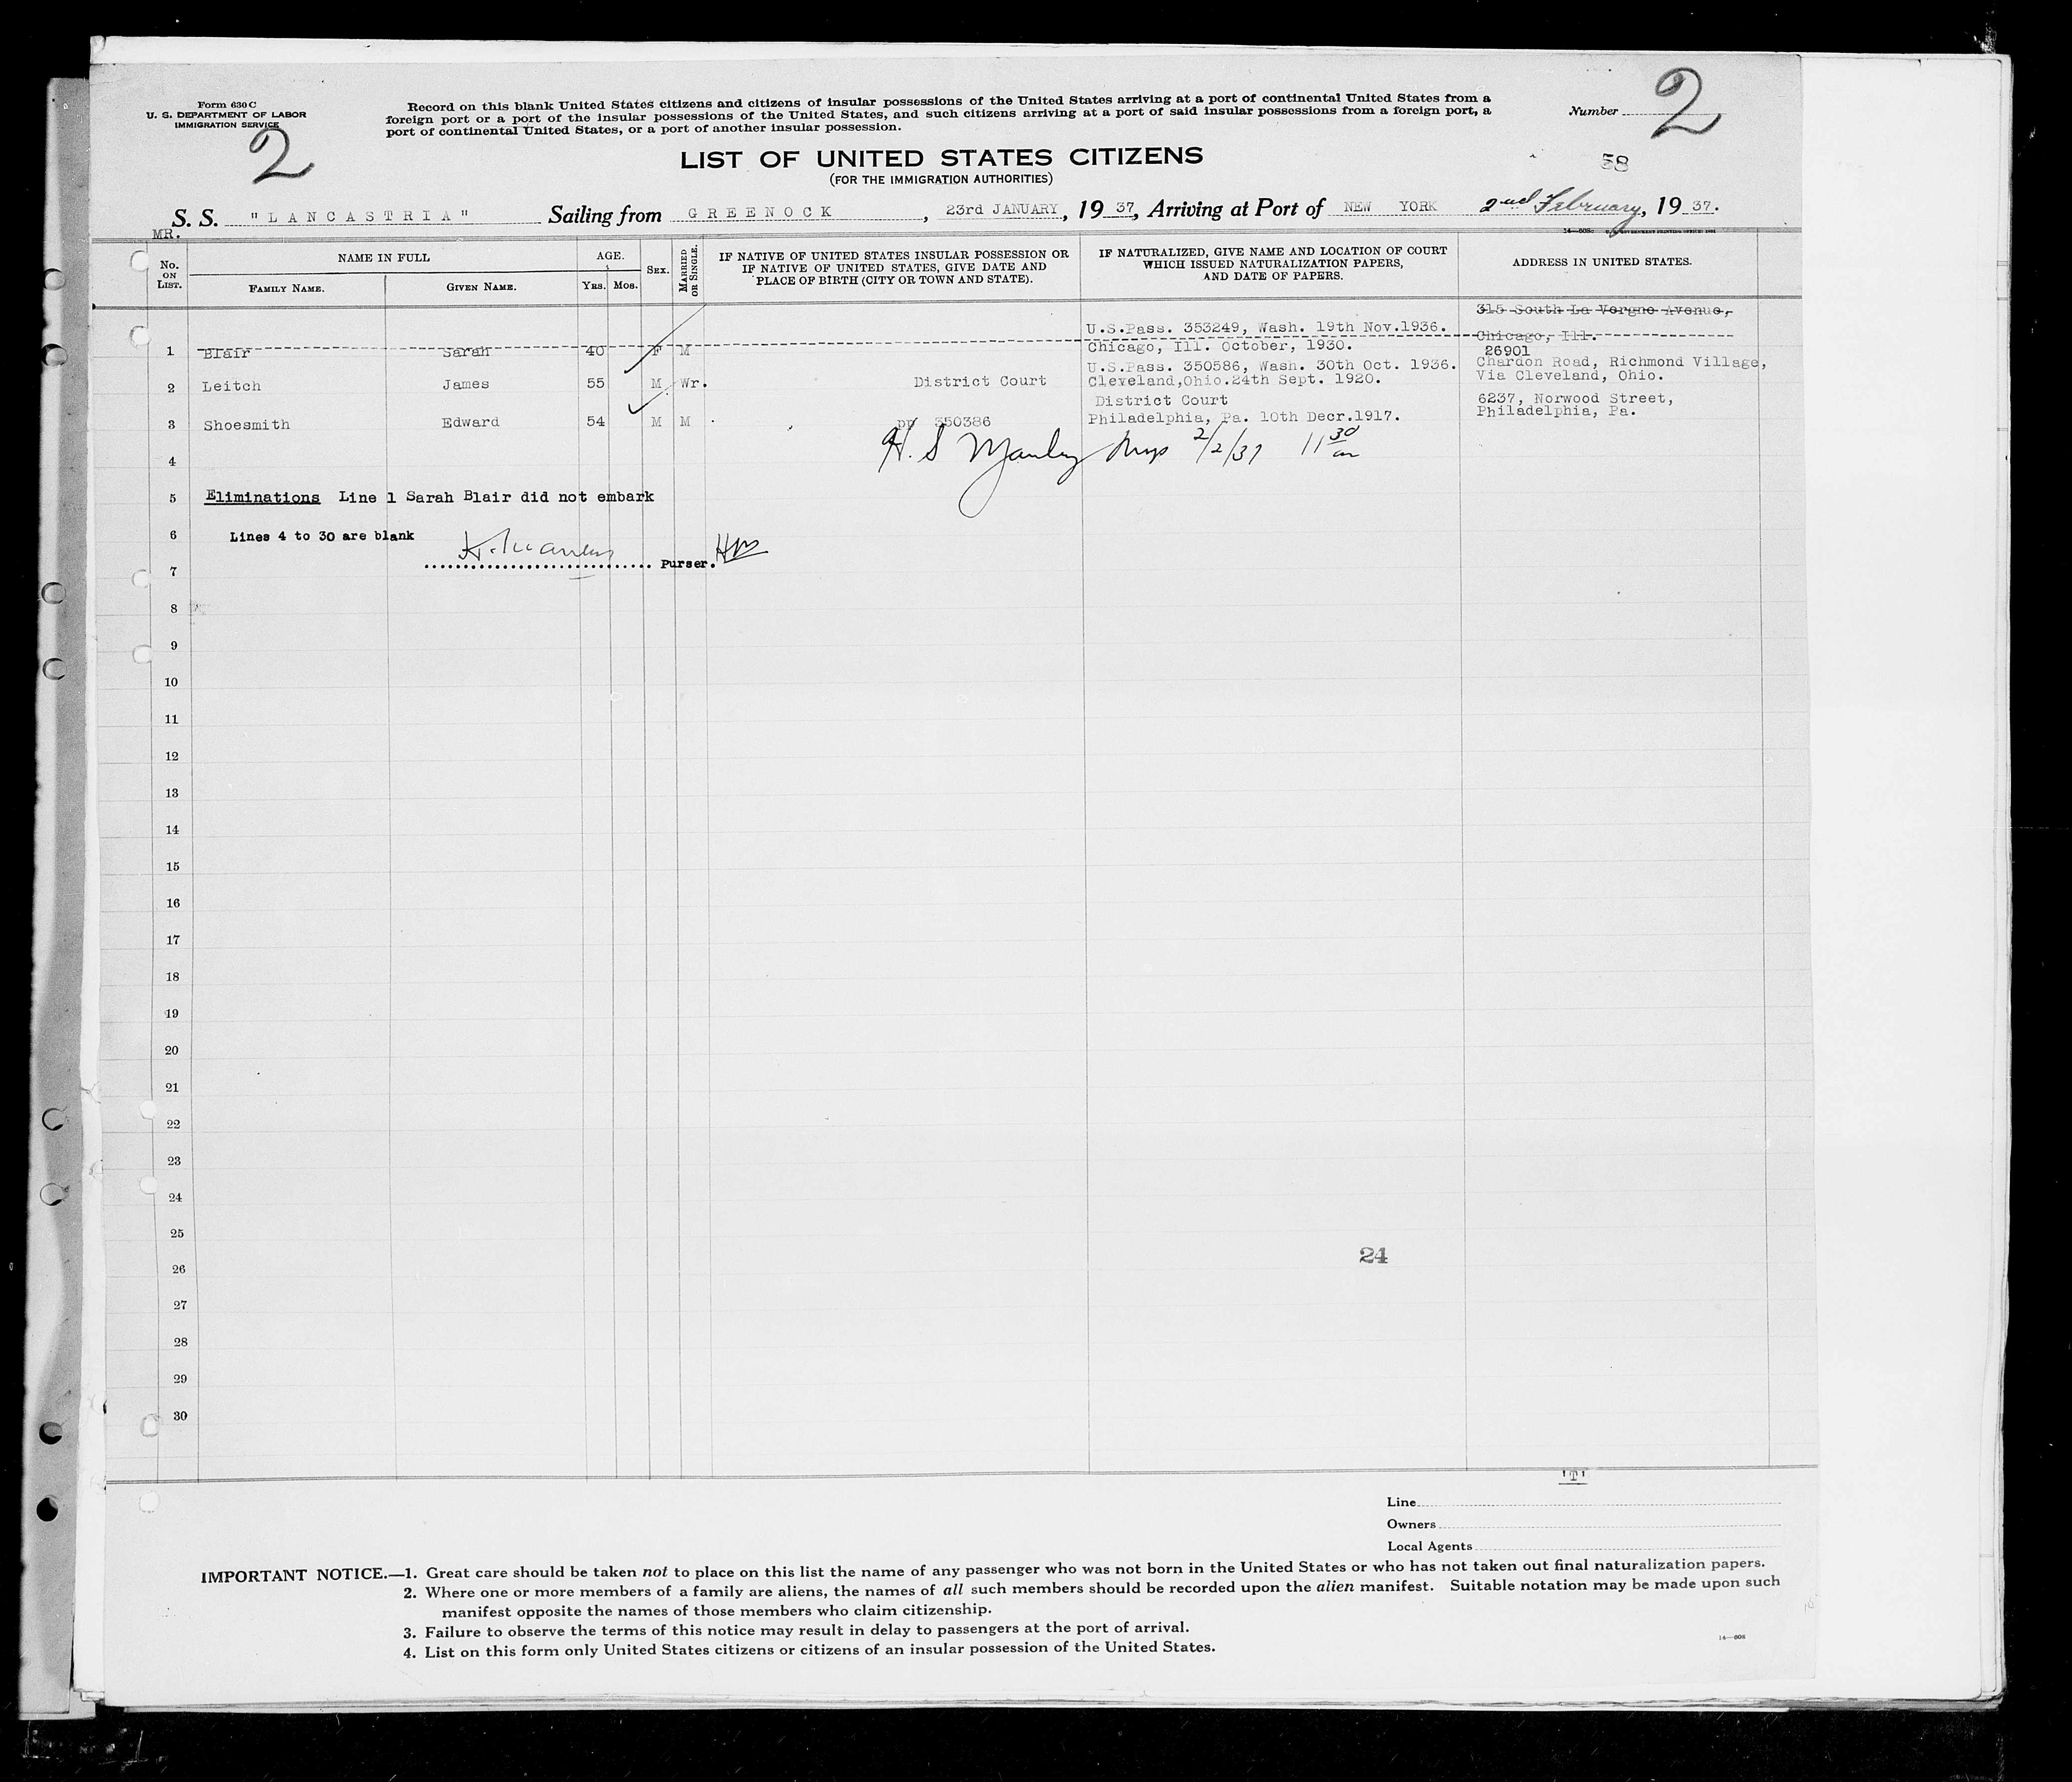 Form 630 C
U. S. DEPARTMENT OF LABOR
IMMIGRATION SERVICE
2
Record on this blank United States citizens and citizens of insular possessions of the United States arriving at a port of continental United States from a
foreign port or a port of the insular possessions of the United States, and such citizens arriving at a port of said insular possessions from a foreign port, a
port of continental United States, or a port of another insular possession.
Number 2
LIST OF UNITED STATES CITIZENS
(FOR THE IMMIGRATION AUTHORITIES)
58
S. S. "LANCASTRIA" Sailing from GREENOCK, 23rd JANUARY, 19 37, Arriving at Port of NEW YORK 2nd February, 19 37.
MR.
No. ON LIST.
NAME IN FULL
FAMILY NAME. GIVEN NAME.
AGE.
YRS. MOS.
SEX.
MARRIED OR SINGLE.
IF NATIVE OF UNITED STATES INSULAR POSSESSION OR
IF NATIVE OF UNITED STATES, GIVE DATE AND
PLACE OF BIRTH (CITY OR TOWN AND STATE).
IF NATURALIZED, GIVE NAME AND LOCATION OF COURT
WHICH ISSUED NATURALIZATION PAPERS,
AND DATE OF PAPERS.
ADDRESS IN UNITED STATES.
315 South La Vergne Avenue,
U.S.Pass. 353249, Wash. 19th Nov.1936.
Chicago, Ill.
1 Blair Sarah 40 F M Chicago, Ill. October, 1930.
26901
U.S.Pass. 350586, Wash. 30th Oct. 1936. Chardon Road, Richmond Village,
2 Leitch James 55 M Wr. District Court Cleveland,Ohio.24th Sept. 1920. Via Cleveland, Ohio.
District Court 6237, Norwood Street,
3 Shoesmith Edward 54 M M pp 350386 Philadelphia, Pa. 10th Decr.1917. Philadelphia, Pa.
H. S Manley Insp 2/2/37 11 30 am
4
5 Eliminations Line 1 Sarah Blair did not embark
6 Lines 4 to 30 are blank
Purser. HM
7
8
9
10
11
12
13
14
15
16
17
18
19
20
21
22
23
24
25
24
26
27
28
29
30
'T'
Line
Owners
Local Agents
IMPORTANT NOTICE.—1. Great care should be taken not to place on this list the name of any passenger who was not born in the United States or who has not taken out final naturalization papers.
2. Where one or more members of a family are aliens, the names of all such members should be recorded upon the alien manifest. Suitable notation may be made upon such
manifest opposite the names of those members who claim citizenship.
3. Failure to observe the terms of this notice may result in delay to passengers at the port of arrival.
14—608
4. List on this form only United States citizens or citizens of an insular possession of the United States.